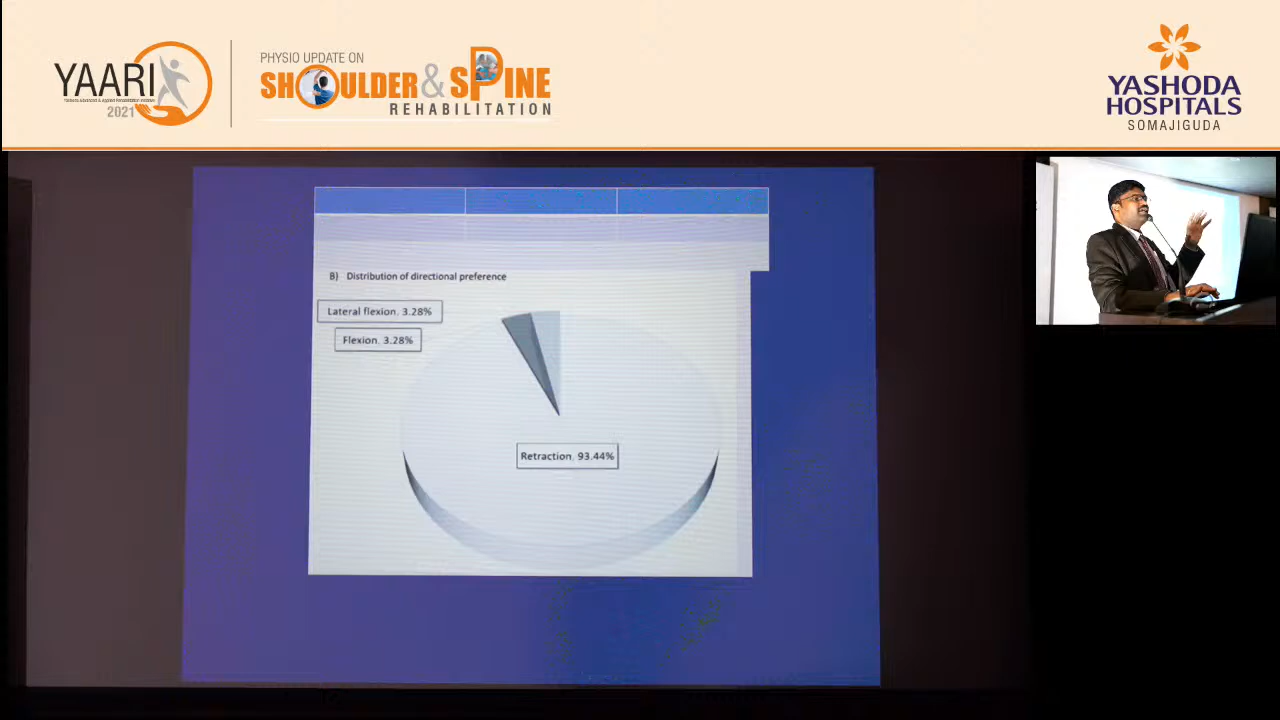 YAARI
2021
PHYSIO UPDATE ON
SHOULDER & SPINE
REHABILITATION
YASHODA
HOSPITALS
SOMAJIGUDA
B) Distribution of directional preference
Lateral flexion. 3.28%
Flexion. 3.28%
Retraction. 93.44%